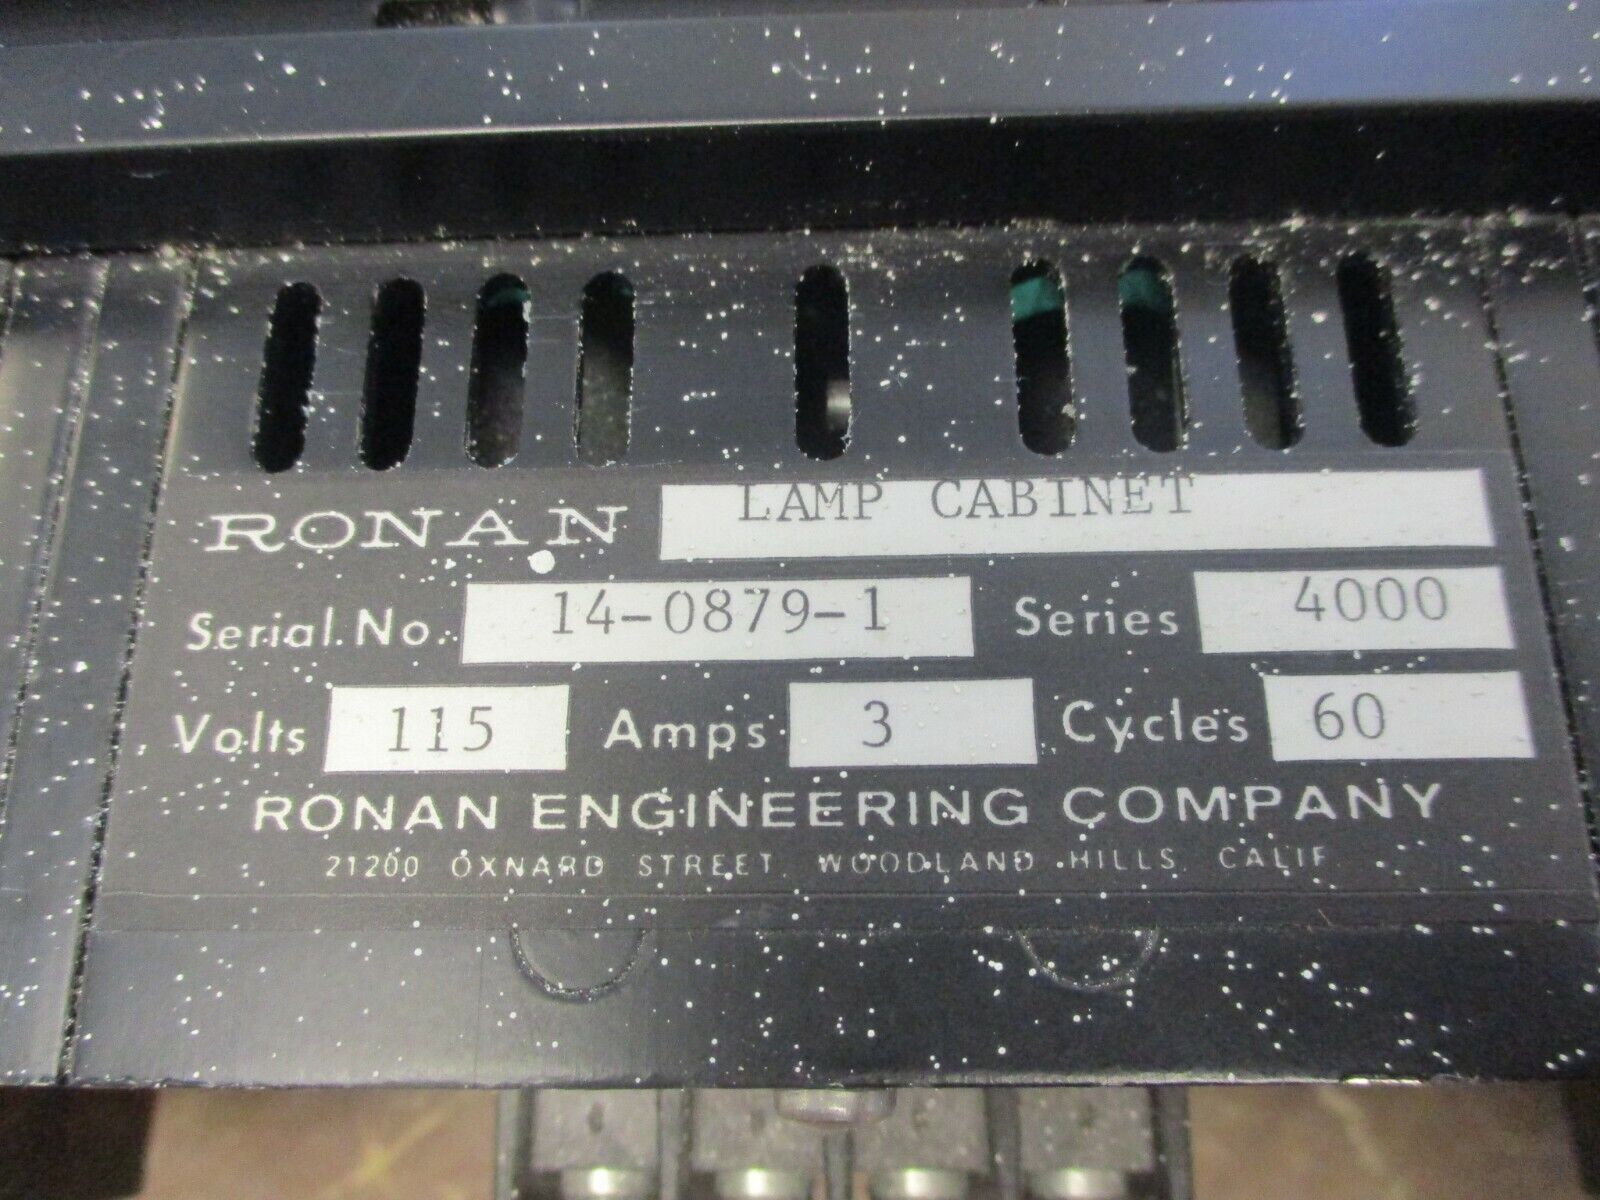 RONAN LAMP CABINET
Serial No. 14-0879-1 Series 4000
Volts 115 Amps 3 Cycles 60
RONAN ENGINEERING COMPANY
21200 OXNARD STREET, WOODLAND HILLS, CALIF.